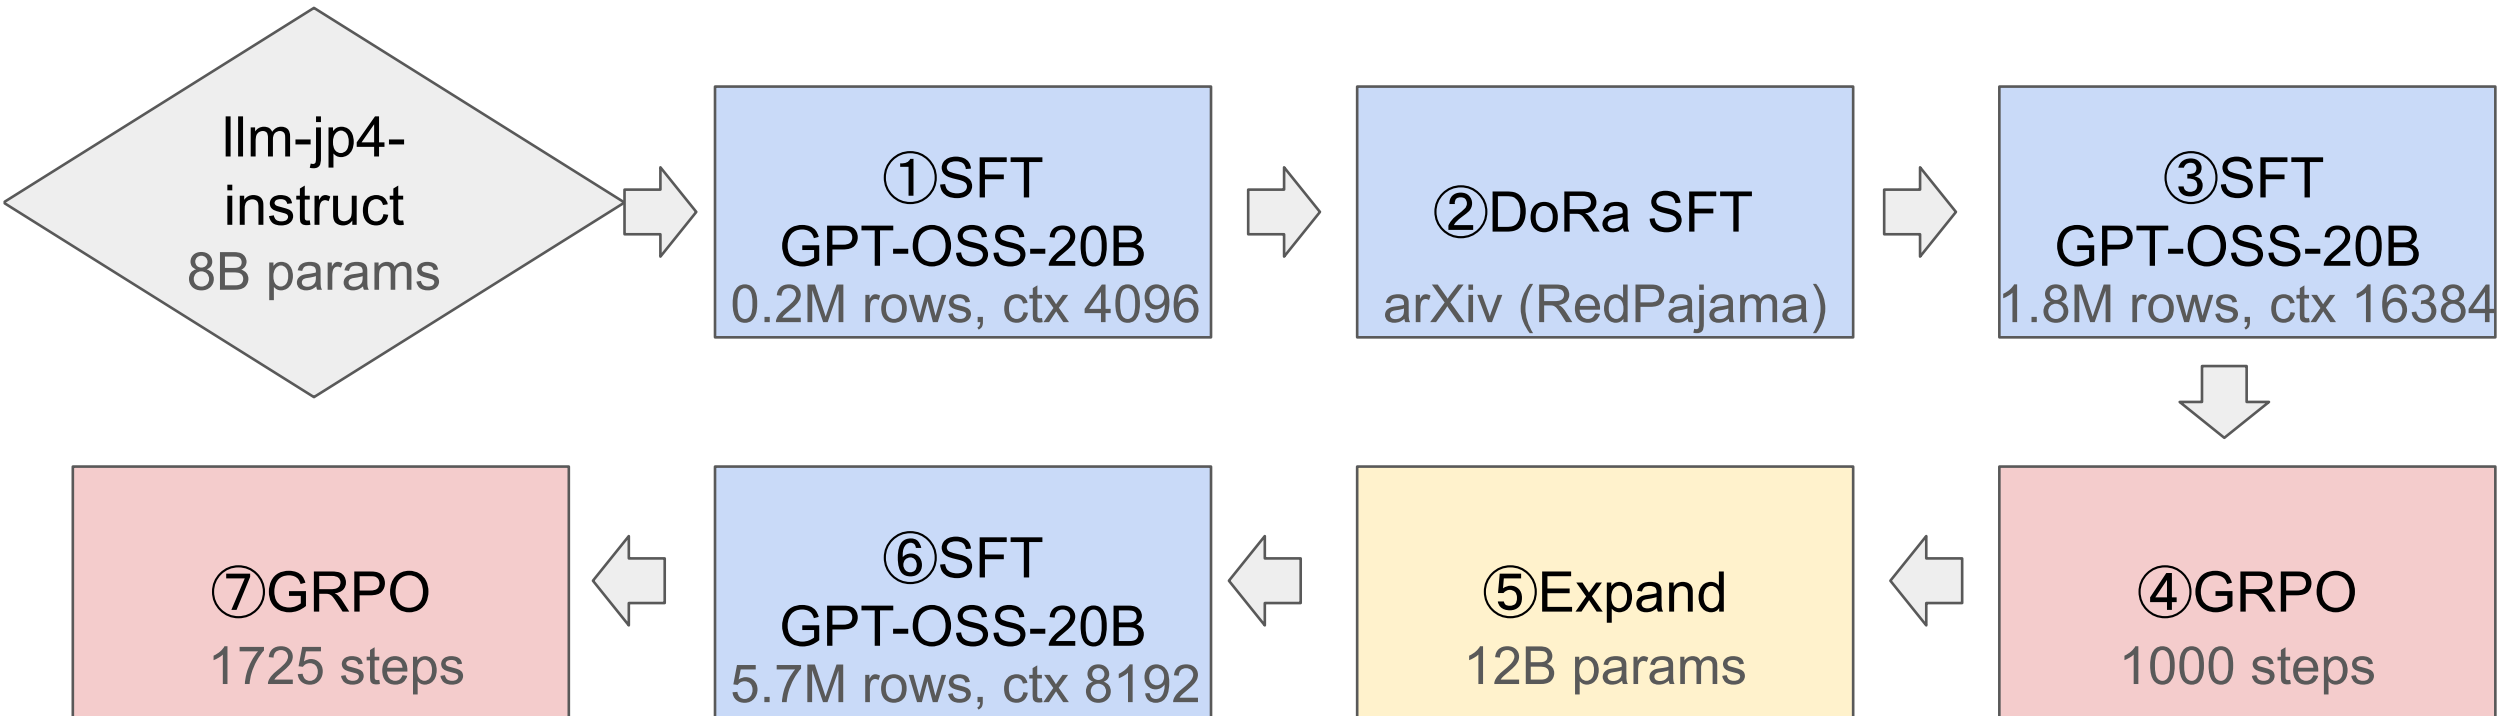 llm-jp4-
instruct
8B params
①SFT
GPT-OSS-20B
0.2M rows, ctx 4096
②DoRa SFT
arXiv(RExedPajama)
③SFT
GPT-OSS-20B
1.8M rows, ctx 16384
④GRPO
10000 steps
⑤Expand
12B params
⑥SFT
GPT-OSS-20B
5.7M rows, ctx 8192
⑦GRPO
1725 steps